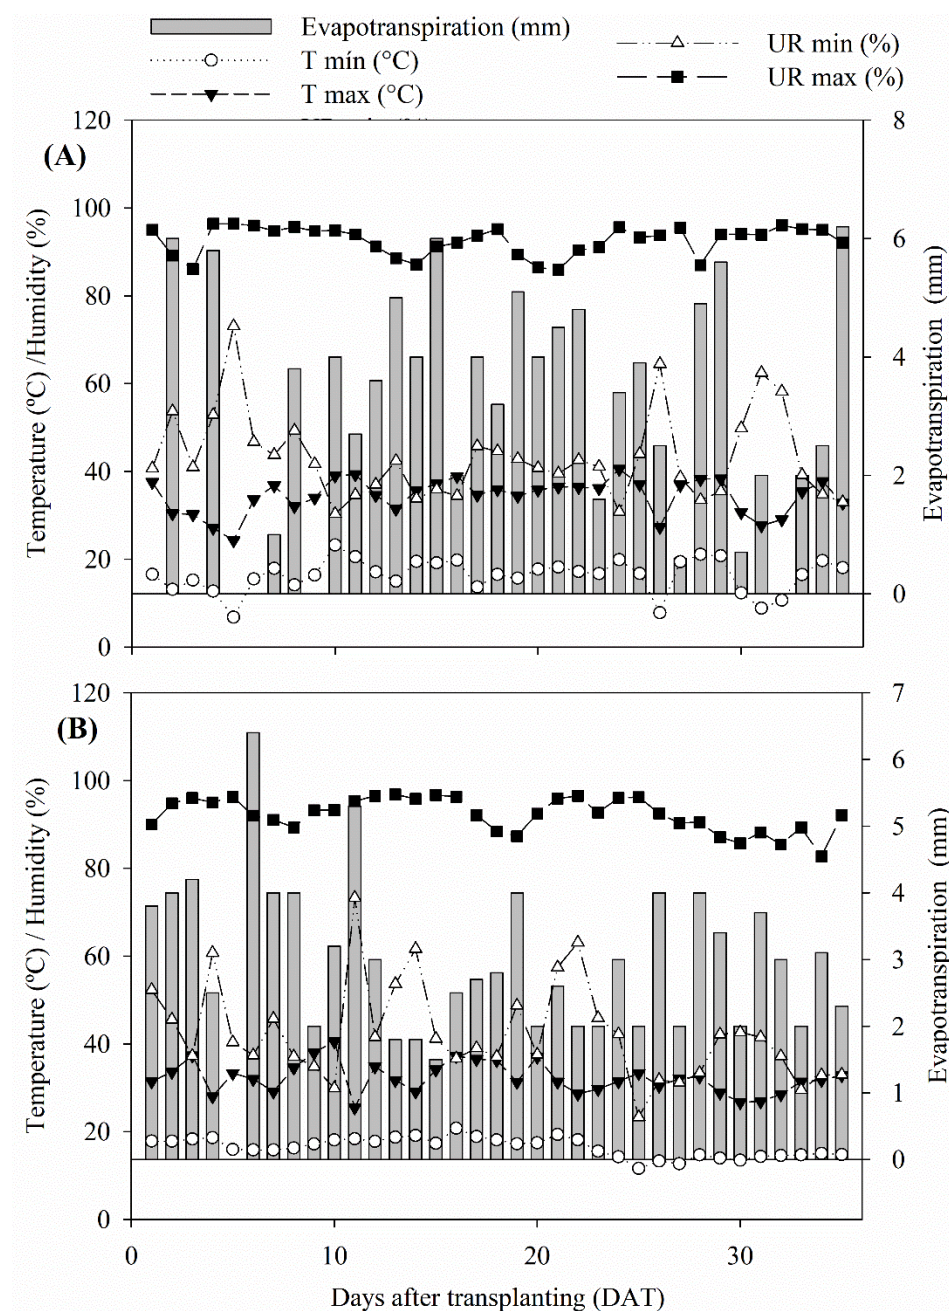 Evapotranspiration (mm)
T mín (°C)
T max (°C)
UR min (%)
UR max (%)
(A)
120
100
80
60
40
20
0
Temperature (ºC) /Humidity (%)
8
6
4
2
0
Evapotranspiration (mm)
(B)
120
100
80
60
40
20
0
Temperature (ºC) / Humidity (%)
7
6
5
4
3
2
1
0
Evapotranspiration (mm)
0
10
20
30
Days after transplanting (DAT)